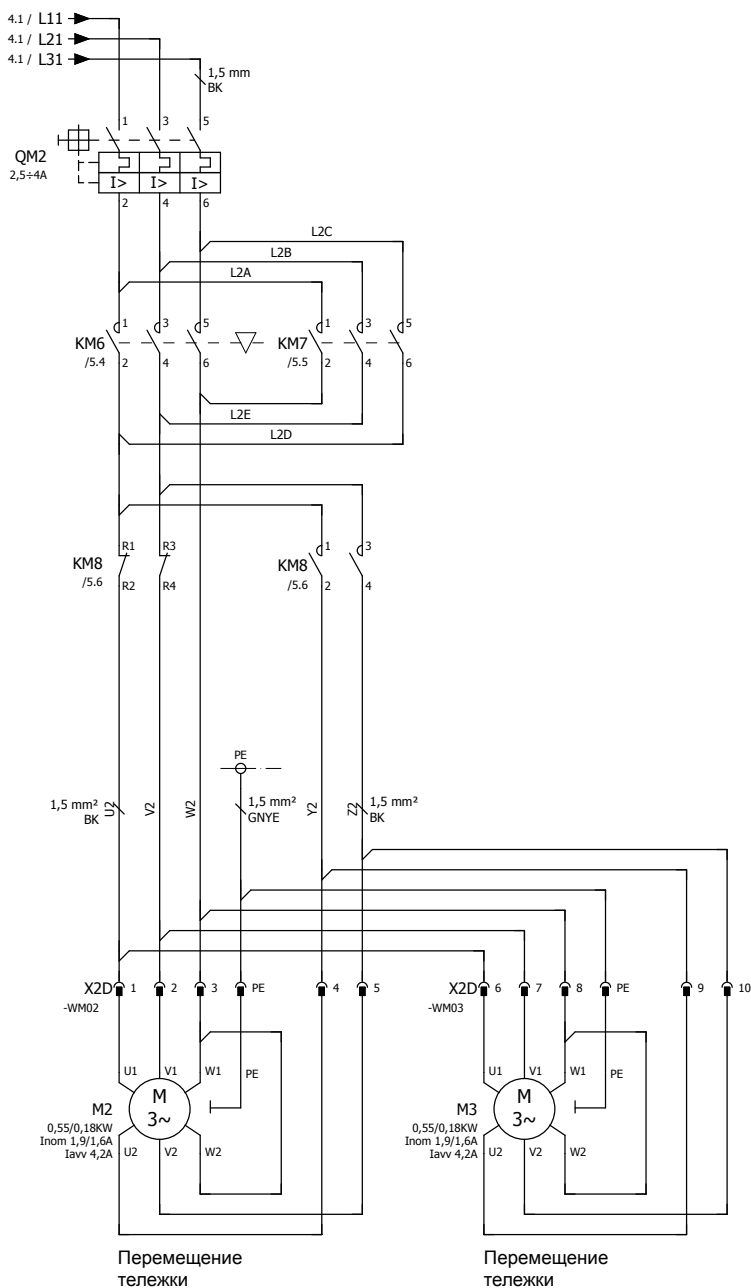 4.1 / L11
4.1 / L21
4.1 / L31
1,5 mm
BK
1 3 5
QM2
2,5÷4A
I> I> I>
2 4 6
L2C
L2B
L2A
1 3 5 1 3 5
KM6 KM7
/5.4 /5.5
2 4 6 2 4 6
L2E
L2D
R1 R3 1 3
KM8 KM8
/5.6 /5.6
R2 R4 2 4
PE
1,5 mm² U2 V2 W2 1,5 mm² Y2 Z2 1,5 mm²
BK GNYE BK
X2D 1 2 3 PE 4 5 X2D 6 7 8 PE 9 10
-WM02 -WM03
U1 V1 W1 PE U1 V1 W1 PE
M2 M M3 M
3~ 3~
0,55/0,18KW 0,55/0,18KW
Inom 1,9/1,6A Inom 1,9/1,6A
Iavv 4,2A Iavv 4,2A
U2 V2 W2 U2 V2 W2
Перемещение Перемещение
тележки тележки